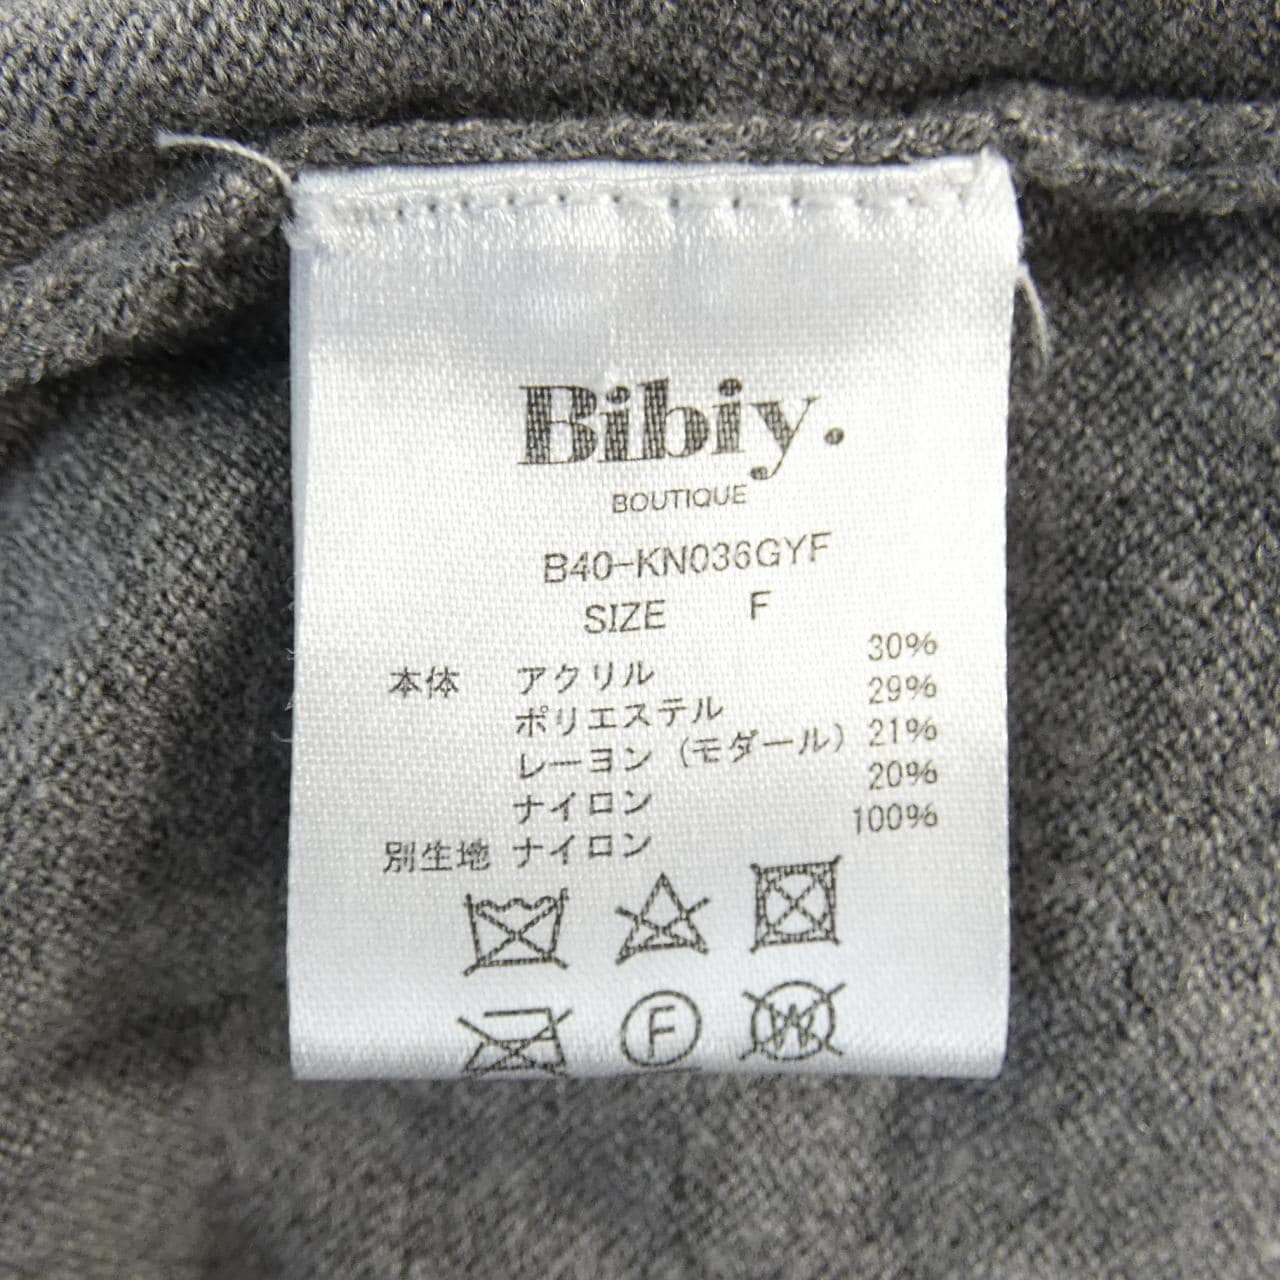 Bibiy.
BOUTIQUE
B40-KN036GYF
SIZE F
本体 アクリル 30%
ポリエステル 29%
レーヨン（モダール） 21%
ナイロン 20%
別生地 ナイロン 100%
F
W